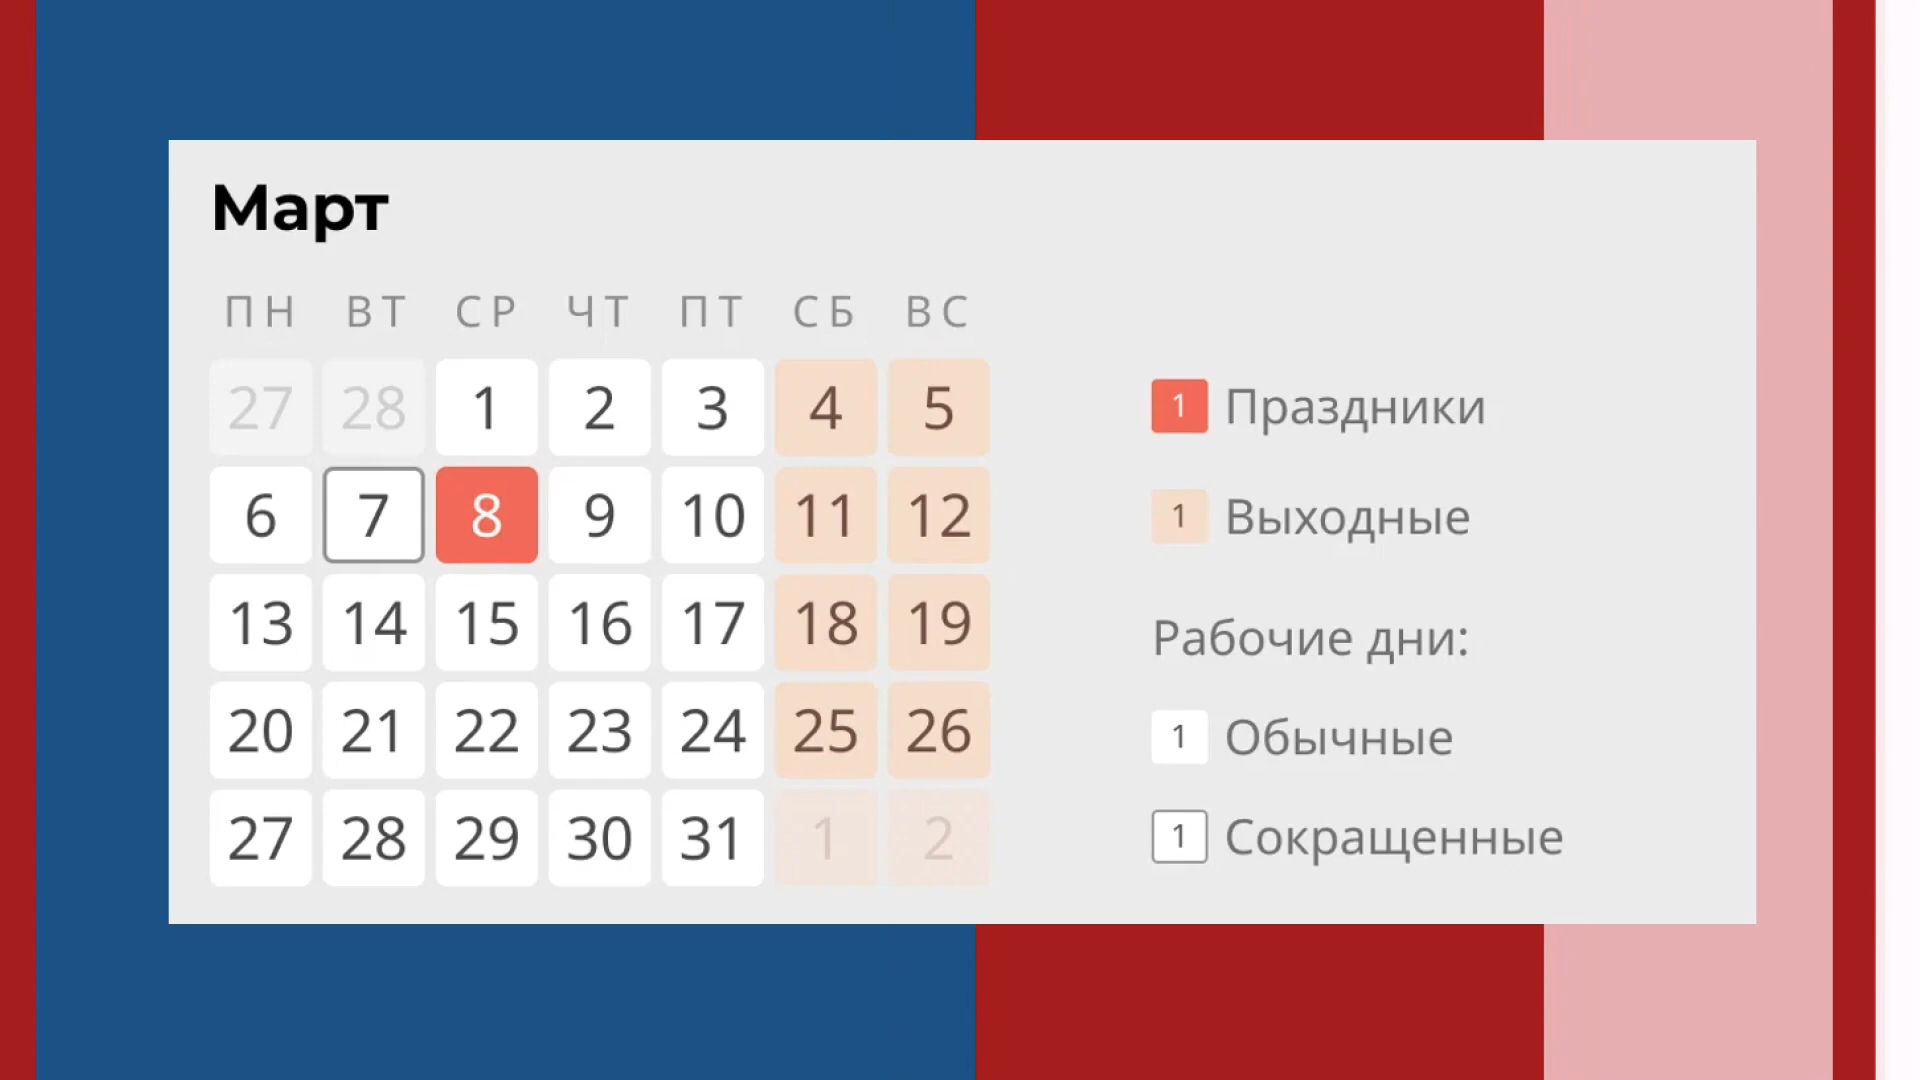 Март
ПН ВТ СР ЧТ ПТ СБ ВС
27 28 1 2 3 4 5
6 7 8 9 10 11 12
13 14 15 16 17 18 19
20 21 22 23 24 25 26
27 28 29 30 31 1 2
1 Праздники
1 Выходные
Рабочие дни:
1 Обычные
1 Сокращенные